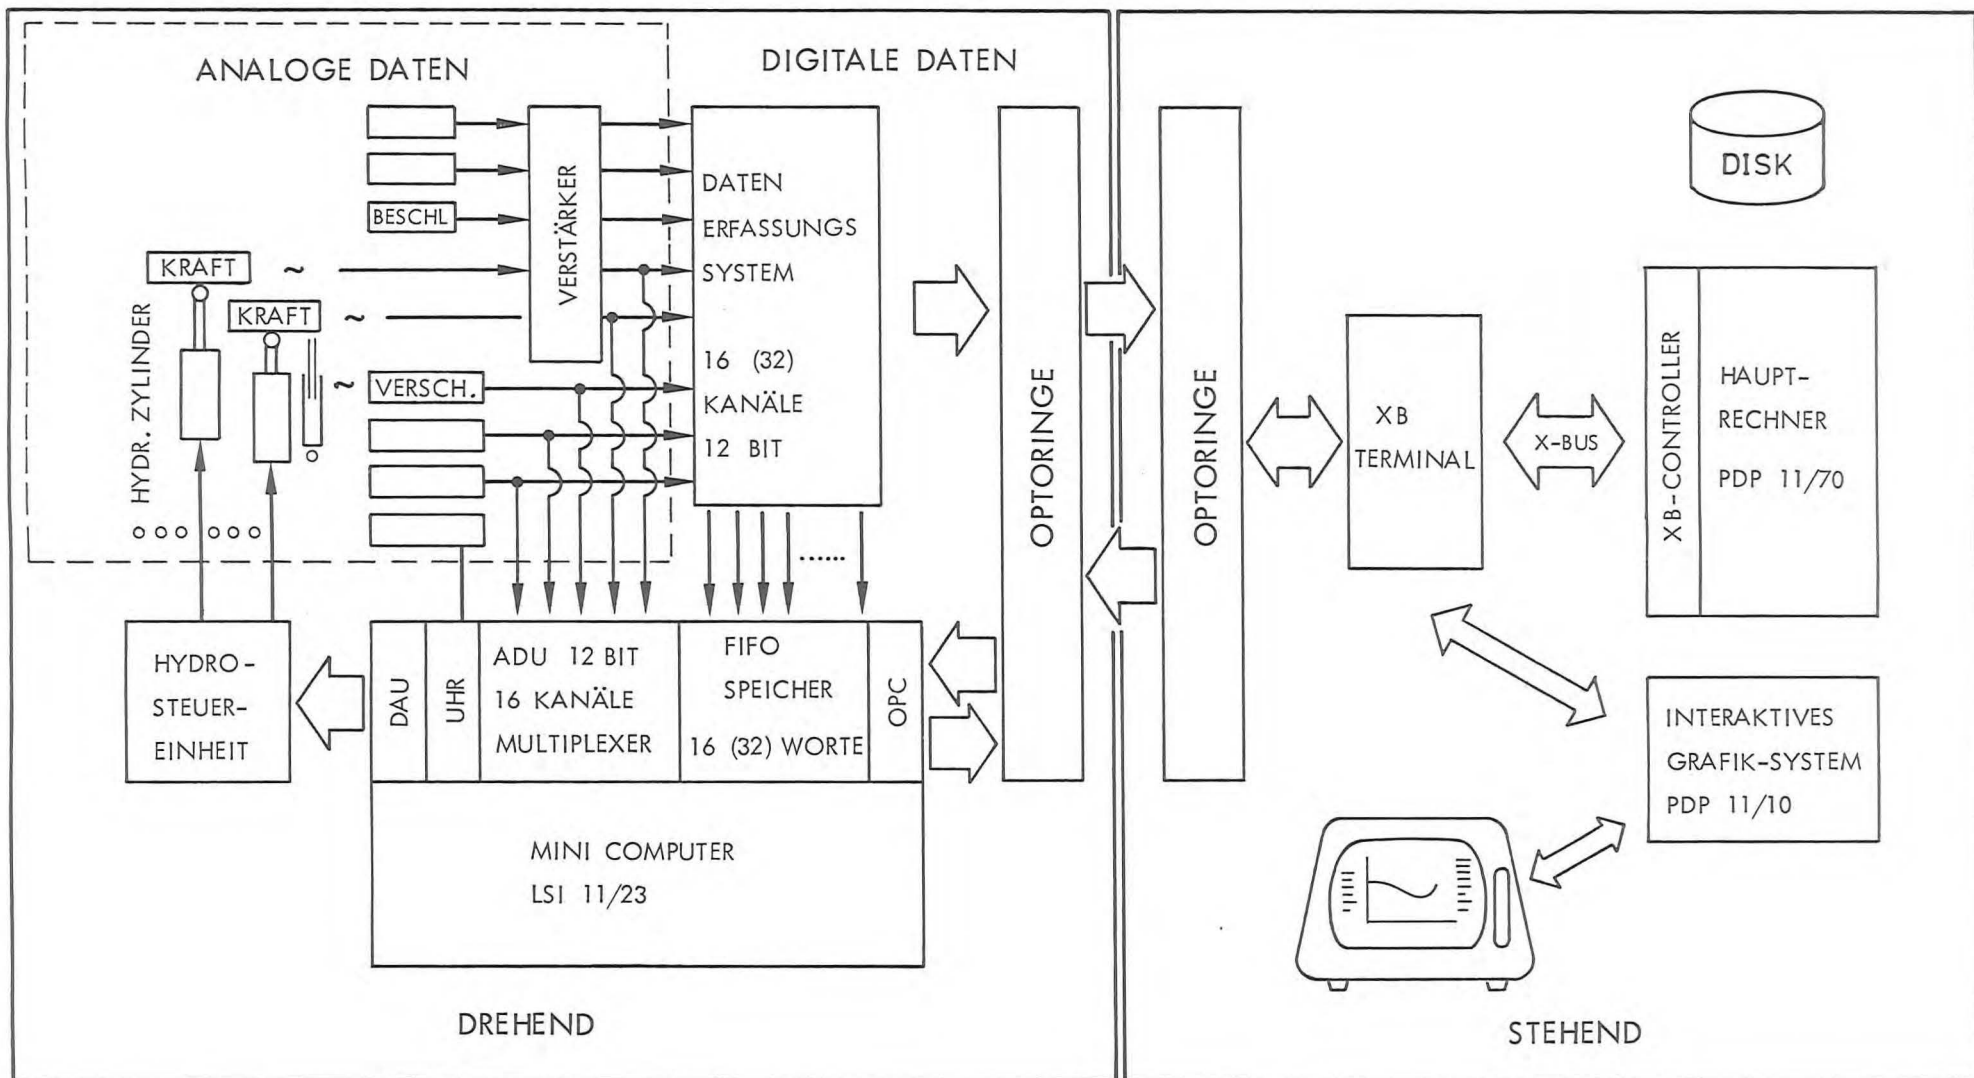 ANALOGE DATEN
DIGITALE DATEN
BESCHL
KRAFT
~
KRAFT
~
~
VERSCH.
HYDR. ZYLINDER
VERSTÄRKER
DATEN
ERFASSUNGS
SYSTEM
16 (32)
KANÄLE
12 BIT
......
HYDRO-
STEUER-
EINHEIT
DAU
UHR
ADU 12 BIT
16 KANÄLE
MULTIPLEXER
FIFO
SPEICHER
16 (32) WORTE
OPC
MINI COMPUTER
LSI 11/23
DREHEND
OPTORINGE
OPTORINGE
XB
TERMINAL
X-BUS
DISK
XB-CONTROLLER
HAUPT-
RECHNER
PDP 11/70
INTERAKTIVES
GRAFIK-SYSTEM
PDP 11/10
STEHEND